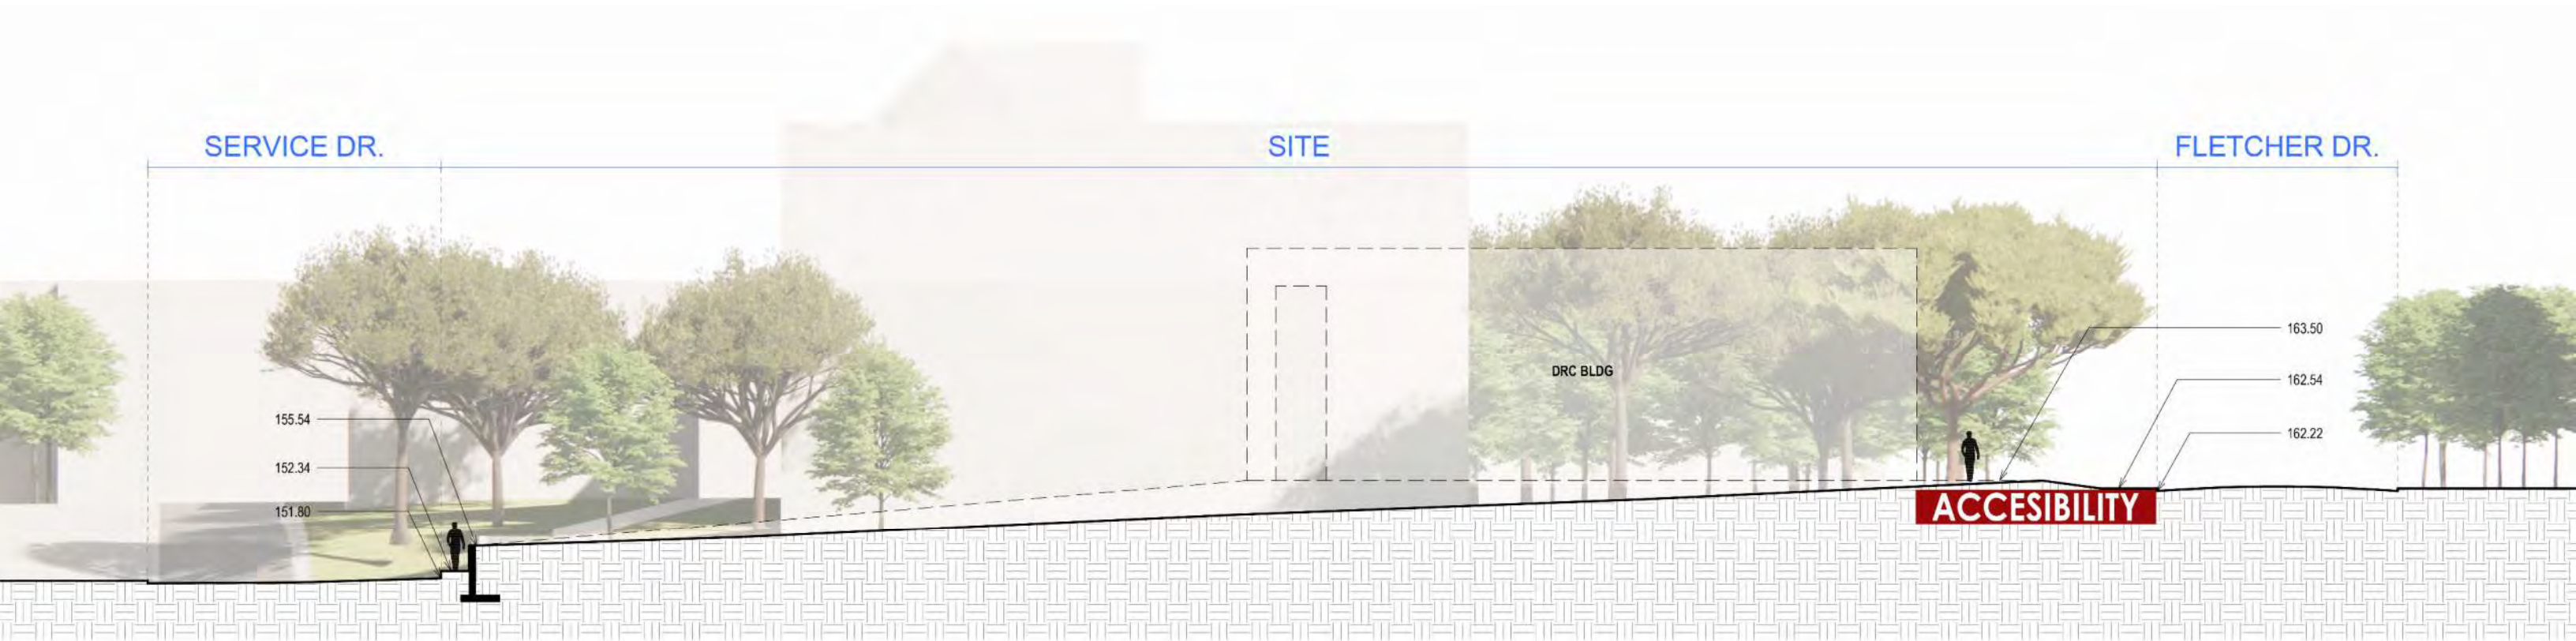 SERVICE DR.
SITE
FLETCHER DR.
163.50
DRC BLDG
162.54
155.54
162.22
152.34
ACCESIBILITY
151.80